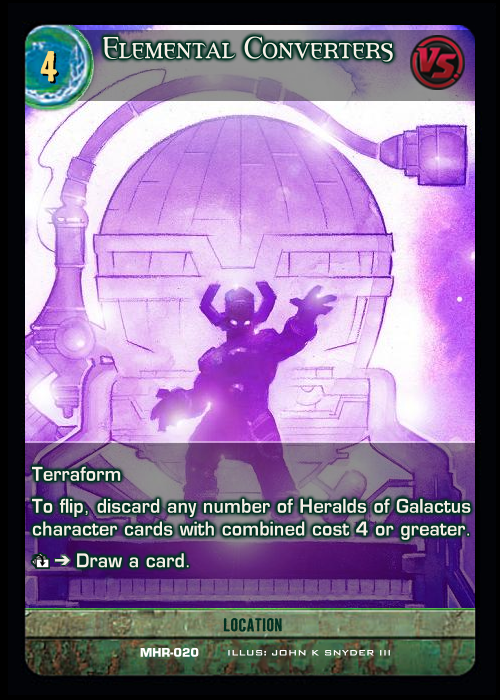 4
Elemental Converters
VS.
Terraform
To flip, discard any number of Heralds of Galactus
character cards with combined cost 4 or greater.
→ Draw a card.
LOCATION
MHR-020 ILLUS: JOHN K SNYDER III